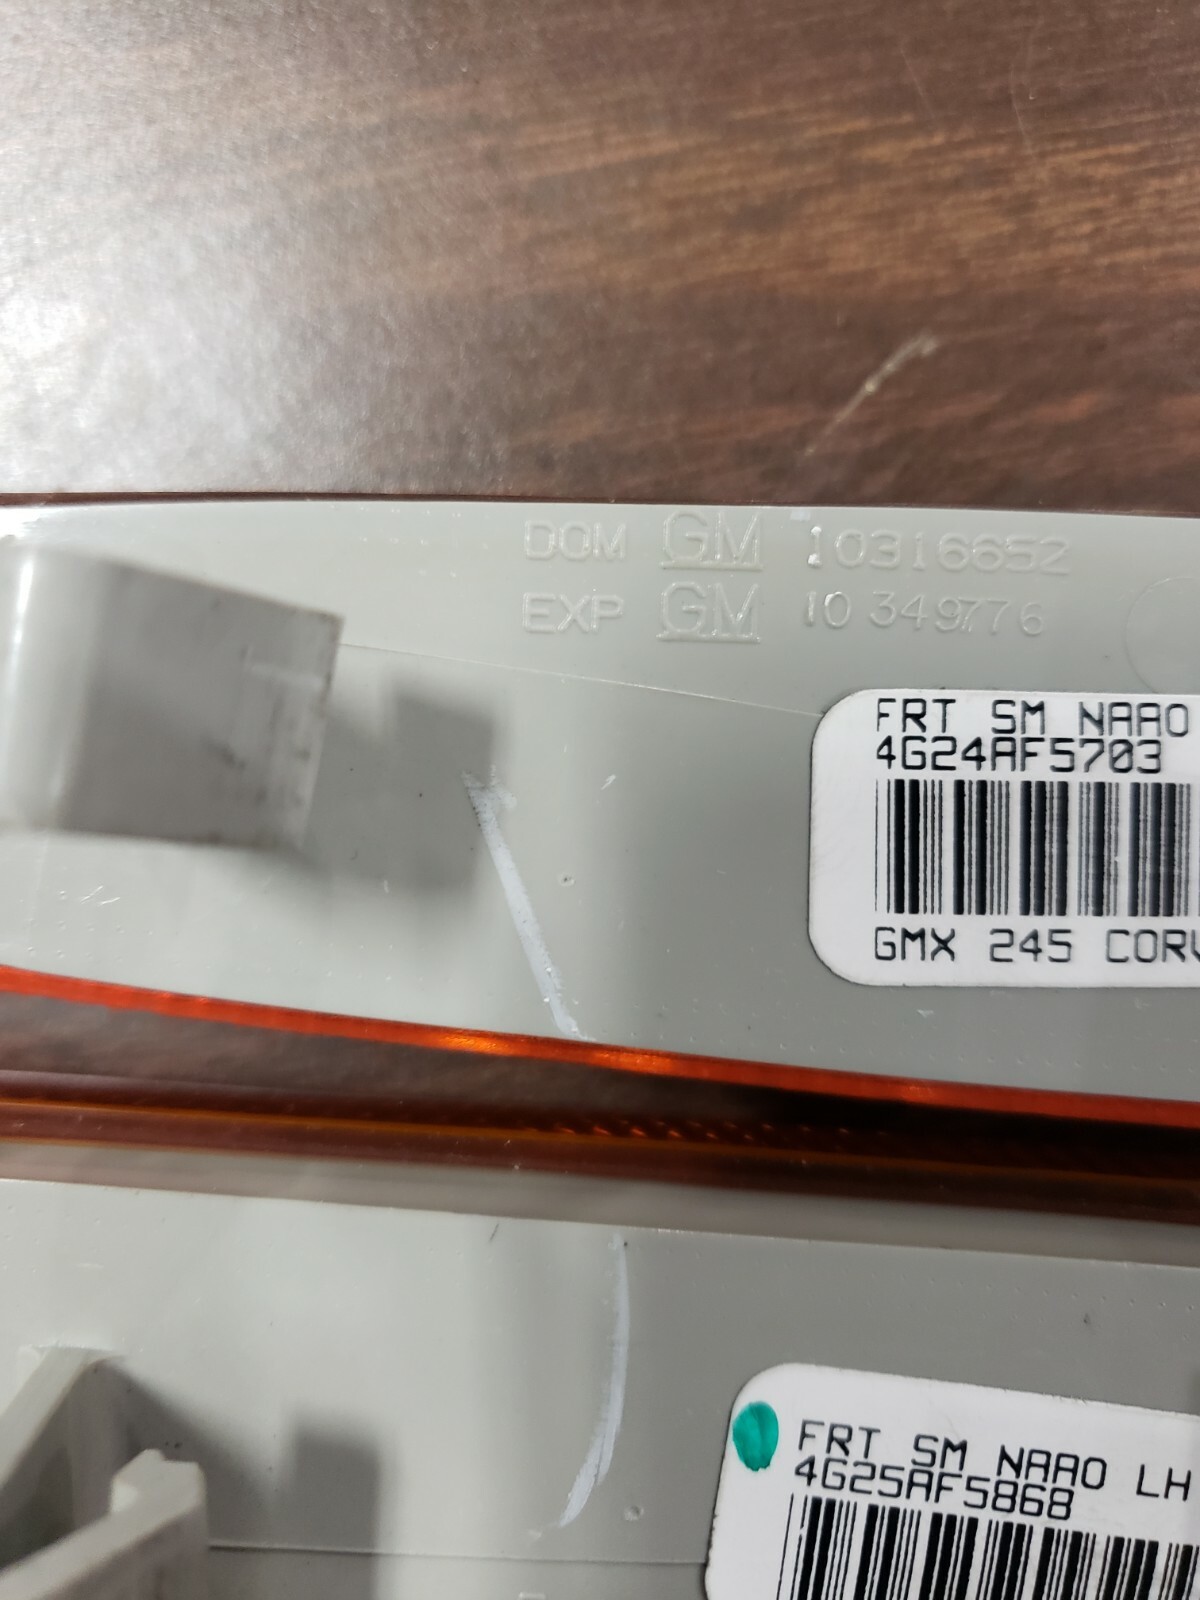 DOM GM 10316652
EXP GM 10349776
FRT SM NAAO
4G24AF5703
GMX 245 CORV
FRT SM NAAO LH
4G25AF5868